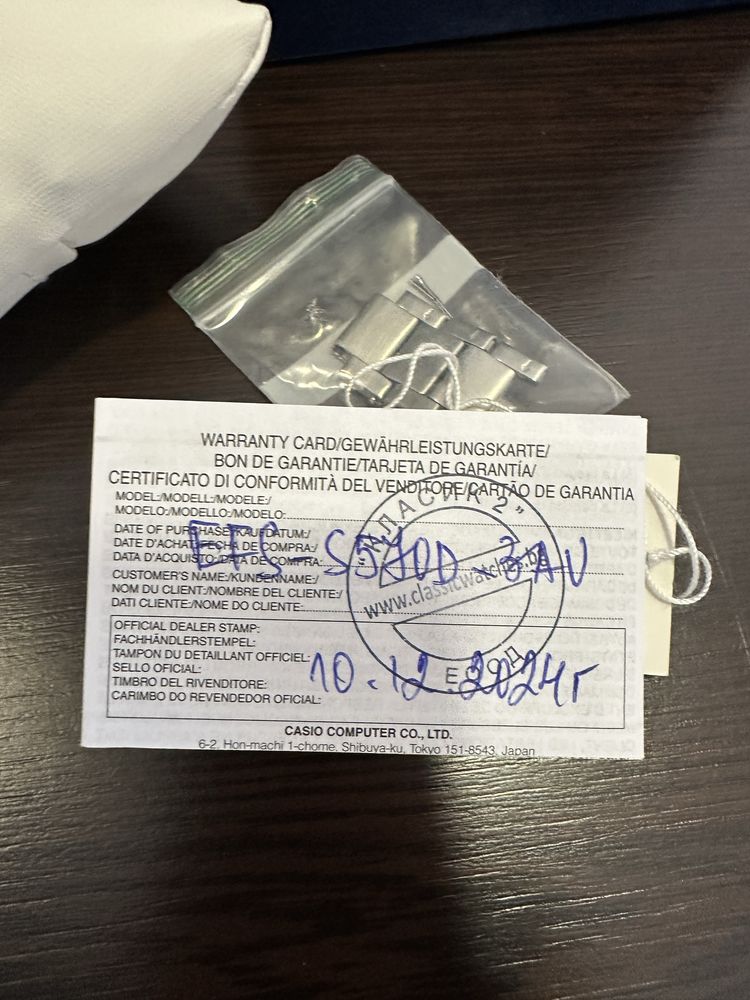 WARRANTY CARD/GEWÄHRLEISTUNGSKARTE/
BON DE GARANTIE/TARJETA DE GARANTÍA/
CERTIFICATO DI CONFORMITÀ DEL VENDITORE/CARTÃO DE GARANTIA
MODEL:/MODELL:/MODELE:/
MODELO:/MODELLO:/MODELO:
DATE OF PURCHASE:/KAUFDATUM:/
DATE D'ACHAT:/FECHA DE COMPRA:/
DATA D'ACQUISTO:/DATA DE COMPRA:
EFS-S570D-3AV
CUSTOMER'S NAME:/KUNDENNAME:/
NOM DU CLIENT:/NOMBRE DEL CLIENTE:/
DATI CLIENTE:/NOME DO CLIENTE:
www.classicwatches.bg
OFFICIAL DEALER STAMP:
FACHHÄNDLERSTEMPEL:
TAMPON DU DETAILLANT OFFICIEL:
SELLO OFICIAL:
TIMBRO DEL RIVENDITORE:
CARIMBO DO REVENDEDOR OFICIAL:
10.12.2024г
ЕООД
CASIO COMPUTER CO., LTD.
6-2, Hon-machi 1-chome, Shibuya-ku, Tokyo 151-8543, Japan